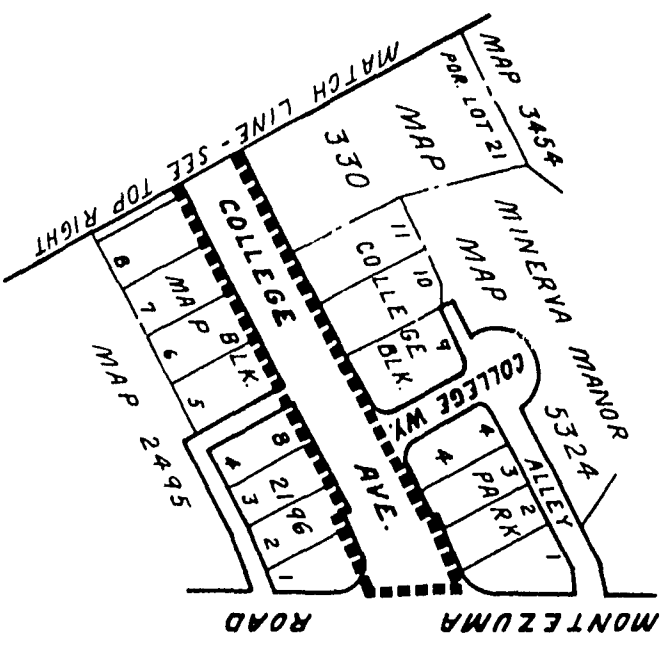 MATCH LINE - SEE TOP RIGHT
MAP 3454
POR. LOT 21
MAP
330
COLLEGE
AVE.
MINERVA MANOR
MAP
5324
11
10
9
COLLEGE
BLK.
COLLEGE WY.
8
7
6
5
MAP
BLK.
MAP 2495
8
4
3
2
1
2196
4
4
3
2
1
PARK
ALLEY
MONTEZUMA ROAD